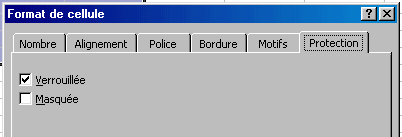 Format de cellule
Nombre Alignement Police Bordure Motifs Protection
Verrouillée
Masquée